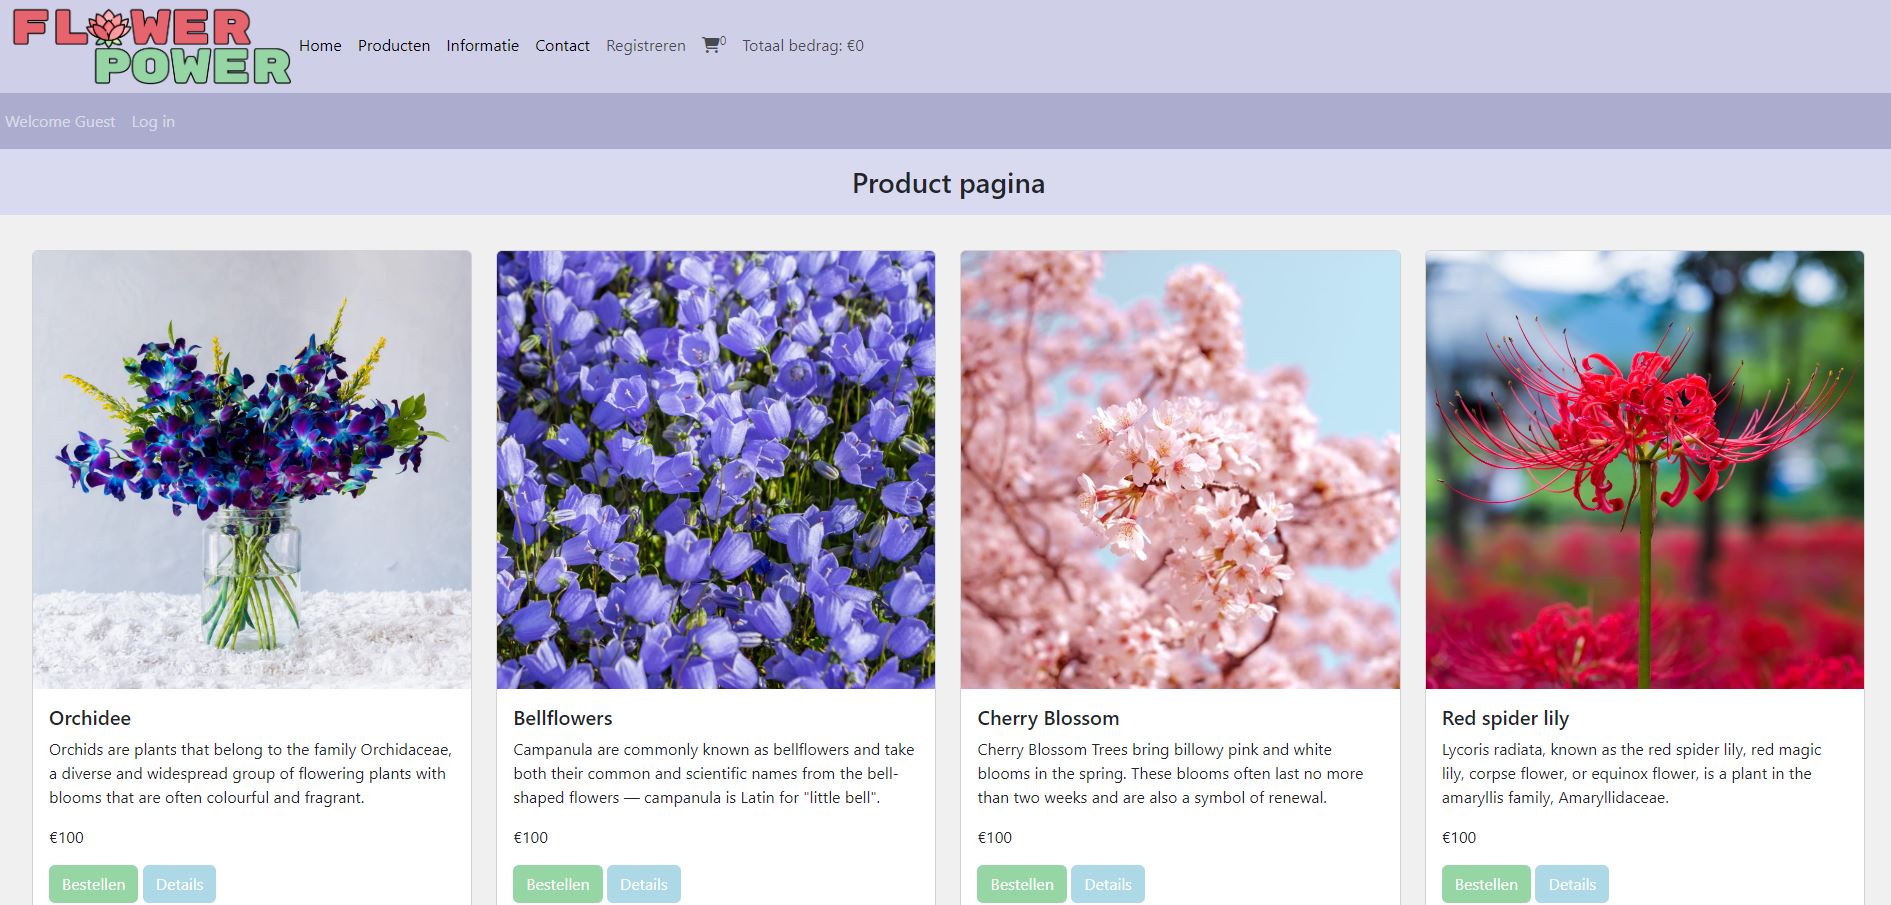 FLOWER
POWER
Home Producten Informatie Contact Registreren 0 Totaal bedrag: €0
Welcome Guest Log in
Product pagina
Orchidee
Orchids are plants that belong to the family Orchidaceae,
a diverse and widespread group of flowering plants with
blooms that are often colourful and fragrant.
€100
Bestellen Details
Bellflowers
Campanula are commonly known as bellflowers and take
both their common and scientific names from the bell-
shaped flowers — campanula is Latin for "little bell".
€100
Bestellen Details
Cherry Blossom
Cherry Blossom Trees bring billowy pink and white
blooms in the spring. These blooms often last no more
than two weeks and are also a symbol of renewal.
€100
Bestellen Details
Red spider lily
Lycoris radiata, known as the red spider lily, red magic
lily, corpse flower, or equinox flower, is a plant in the
amaryllis family, Amaryllidaceae.
€100
Bestellen Details